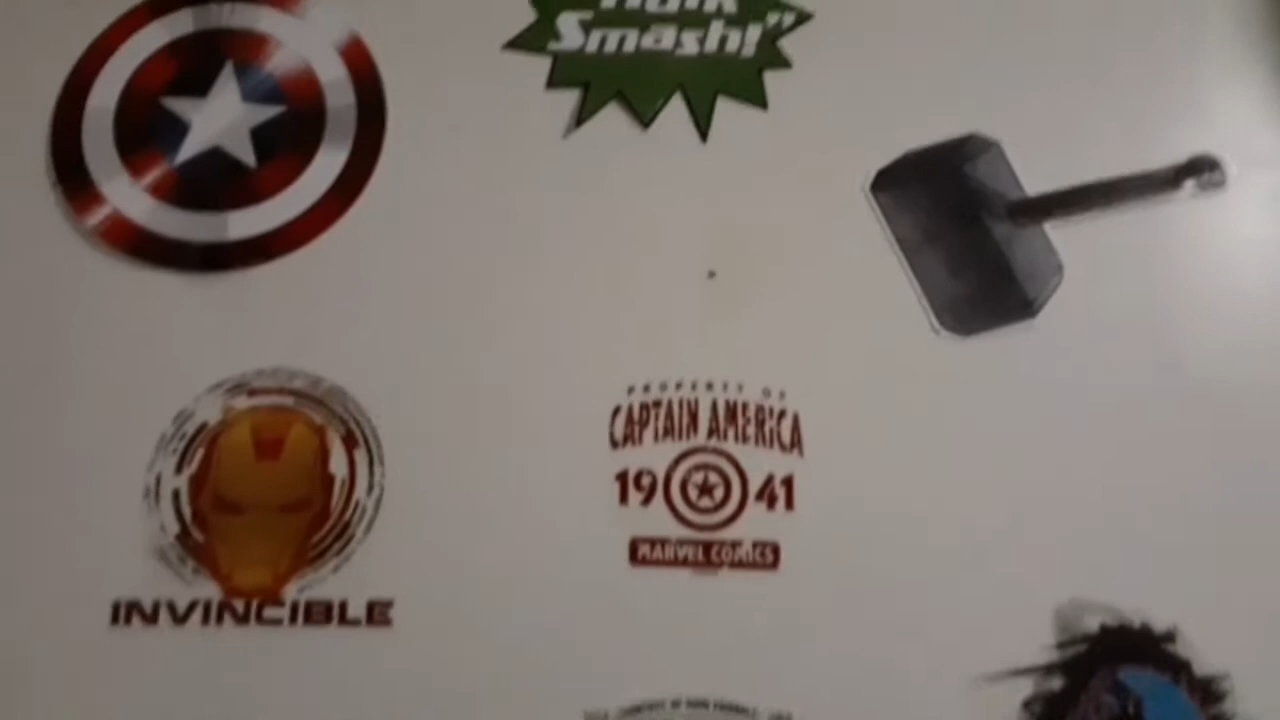 Smash!"
PROPERTY OF
CAPTAIN AMERICA
19 41
MARVEL COMICS
INVINCIBLE